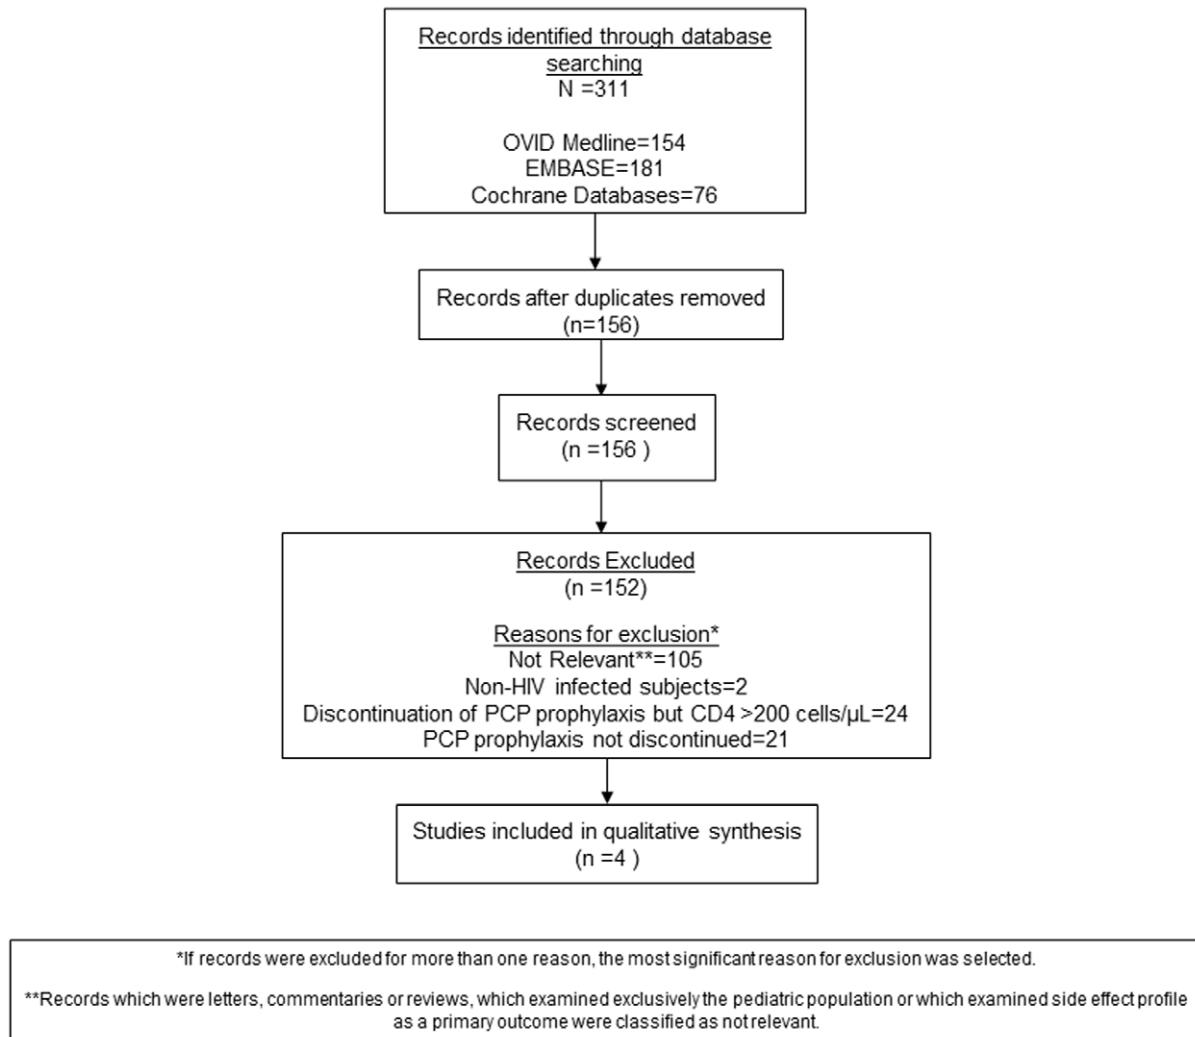 Records identified through database
searching
N =311
OVID Medline=154
EMBASE=181
Cochrane Databases=76
Records after duplicates removed
(n=156)
Records screened
(n =156 )
Records Excluded
(n =152)
Reasons for exclusion*
Not Relevant**=105
Non-HIV infected subjects=2
Discontinuation of PCP prophylaxis but CD4 >200 cells/µL=24
PCP prophylaxis not discontinued=21
Studies included in qualitative synthesis
(n =4 )
*If records were excluded for more than one reason, the most significant reason for exclusion was selected.
**Records which were letters, commentaries or reviews, which examined exclusively the pediatric population or which examined side effect profile
as a primary outcome were classified as not relevant.